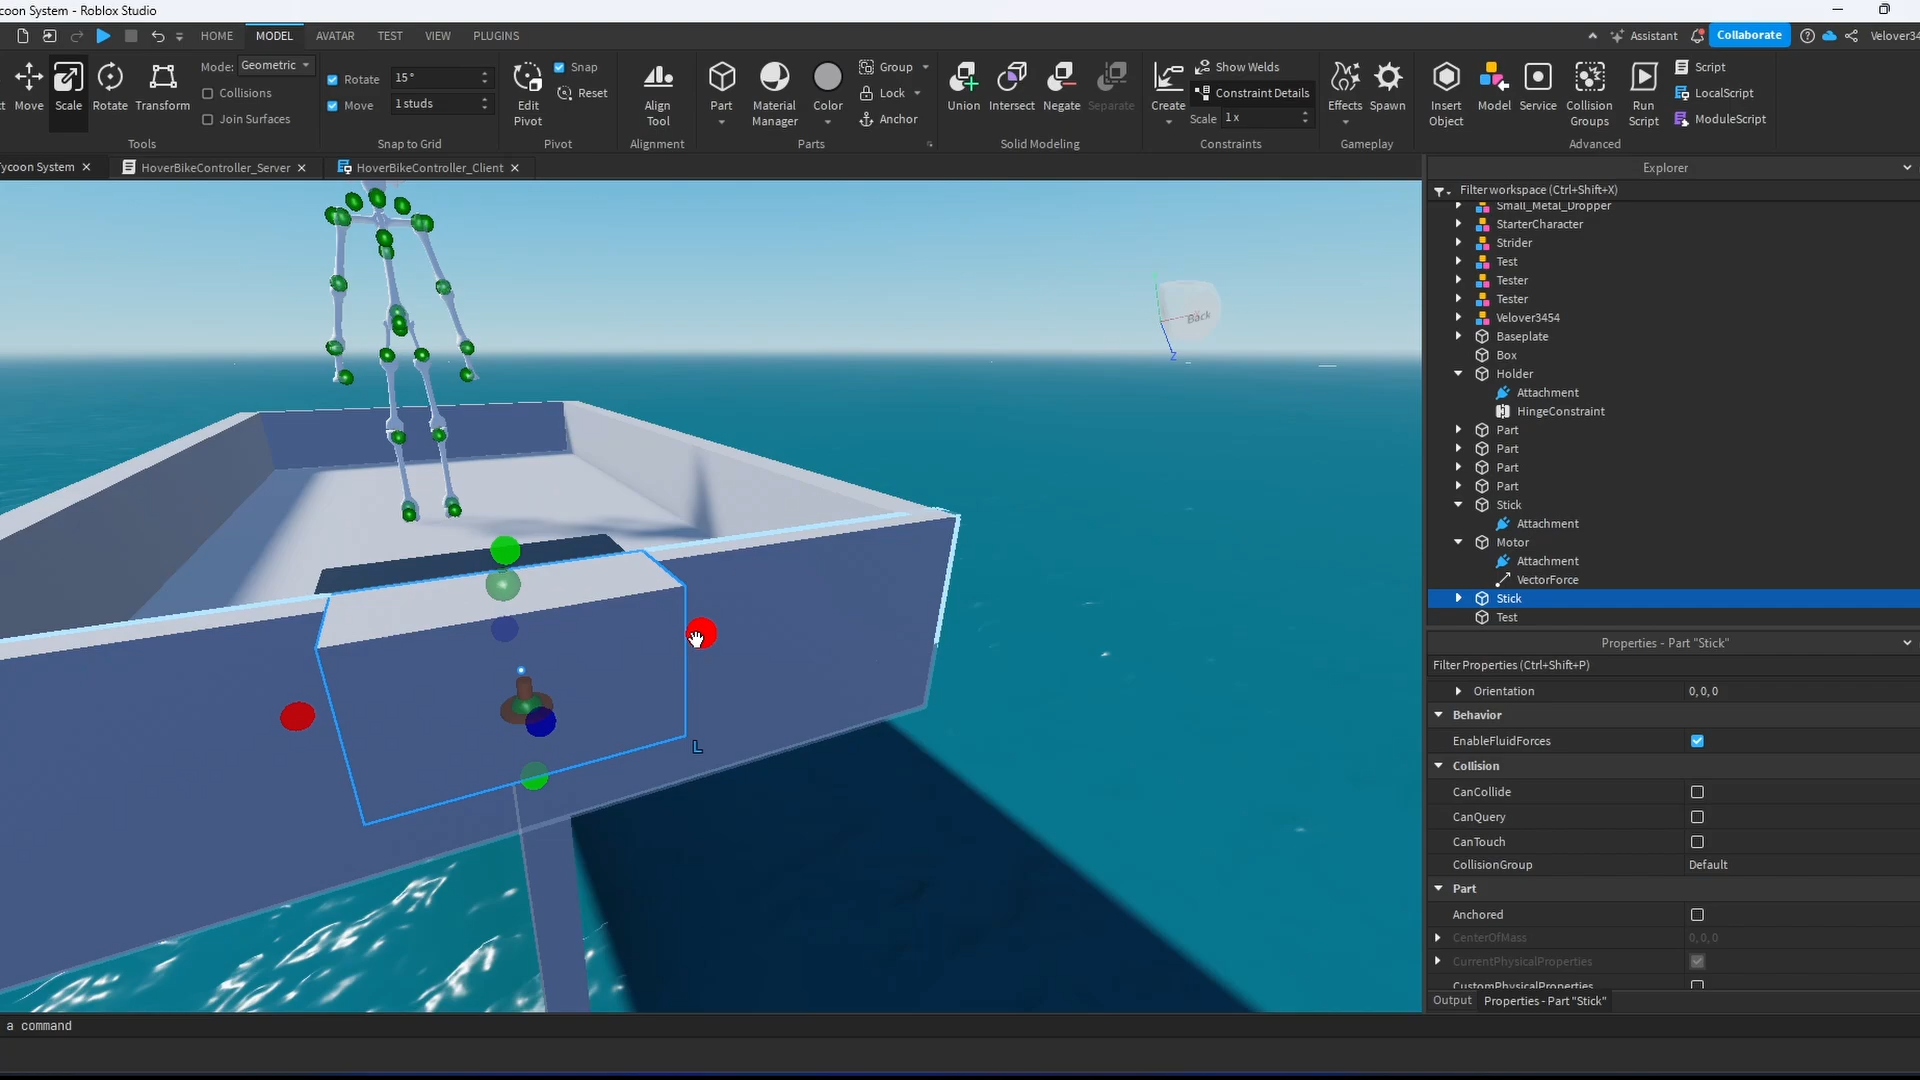 coon System - Roblox Studio
HOME MODEL AVATAR TEST VIEW PLUGINS Assistant Collaborate Velover34
Move Scale Rotate Transform
Mode: Geometric
Collisions
Join Surfaces
Tools
Rotate 15°
Move 1 studs
Snap to Grid
Edit Pivot
Snap
Reset
Pivot
Align Tool
Alignment
Part Material Manager Color
Group
Lock
Anchor
Parts
Union Intersect Negate Separate
Solid Modeling
Create
Show Welds
Constraint Details
Scale 1 x
Constraints
Effects Spawn
Gameplay
Insert Object Model Service Collision Groups Run Script
Script
LocalScript
ModuleScript
Advanced
ycoon System HoverBikeController_Server HoverBikeController_Client
Back
Z
L
Explorer
Filter workspace (Ctrl+Shift+X)
Small_Metal_Dropper
StarterCharacter
Strider
Test
Tester
Tester
Velover3454
Baseplate
Box
Holder
Attachment
HingeConstraint
Part
Part
Part
Part
Stick
Attachment
Motor
Attachment
VectorForce
Stick
Test
Properties - Part "Stick"
Filter Properties (Ctrl+Shift+P)
Orientation 0, 0, 0
Behavior
EnableFluidForces
Collision
CanCollide
CanQuery
CanTouch
CollisionGroup Default
Part
Anchored
CenterOfMass 0, 0, 0
CurrentPhysicalProperties
CustomPhysicalProperties
Output Properties - Part "Stick"
a command